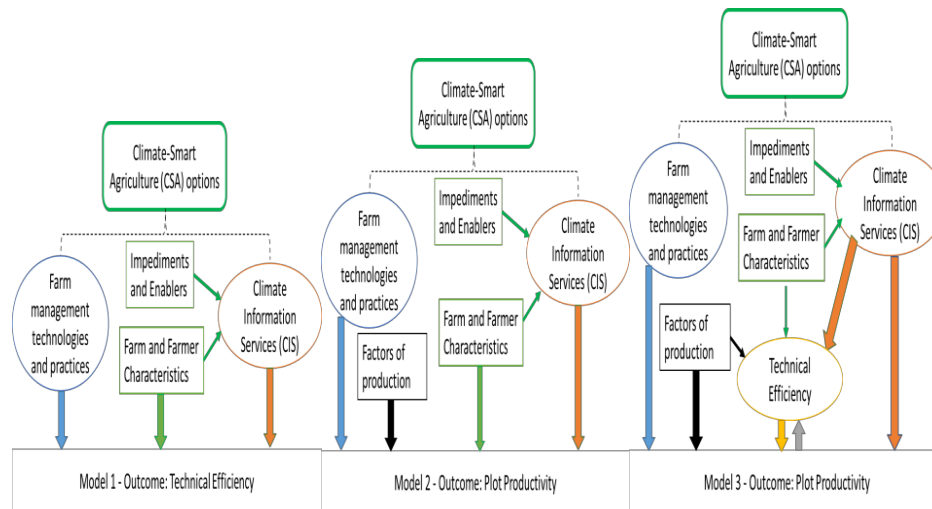 Climate-Smart
Agriculture (CSA) options
Farm
management
technologies
and practices
Impediments
and Enablers
Farm and Farmer
Characteristics
Climate
Information
Services (CIS)
Model 1 - Outcome: Technical Efficiency
Climate-Smart
Agriculture (CSA) options
Farm
management
technologies
and practices
Impediments
and Enablers
Climate
Information
Services (CIS)
Factors of
production
Farm and Farmer
Characteristics
Model 2 - Outcome: Plot Productivity
Climate-Smart
Agriculture (CSA) options
Farm
management
technologies
and practices
Impediments
and Enablers
Climate
Information
Services (CIS)
Farm and Farmer
Characteristics
Factors of
production
Technical
Efficiency
Model 3 - Outcome: Plot Productivity